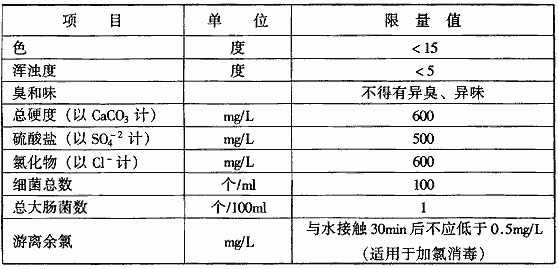 项 目 单 位 限 量 值
色 度 <15
浑浊度 度 <5
臭和味 不得有异臭、异味
总硬度(以 CaCO₃ 计) mg/L 600
硫酸盐(以 SO₄⁻² 计) mg/L 500
氯化物(以 Cl⁻ 计) mg/L 600
细菌总数 个/ml 100
总大肠菌数 个/100ml 1
游离余氯 mg/L 与水接触 30min 后不应低于 0.5mg/L
(适用于加氯消毒)